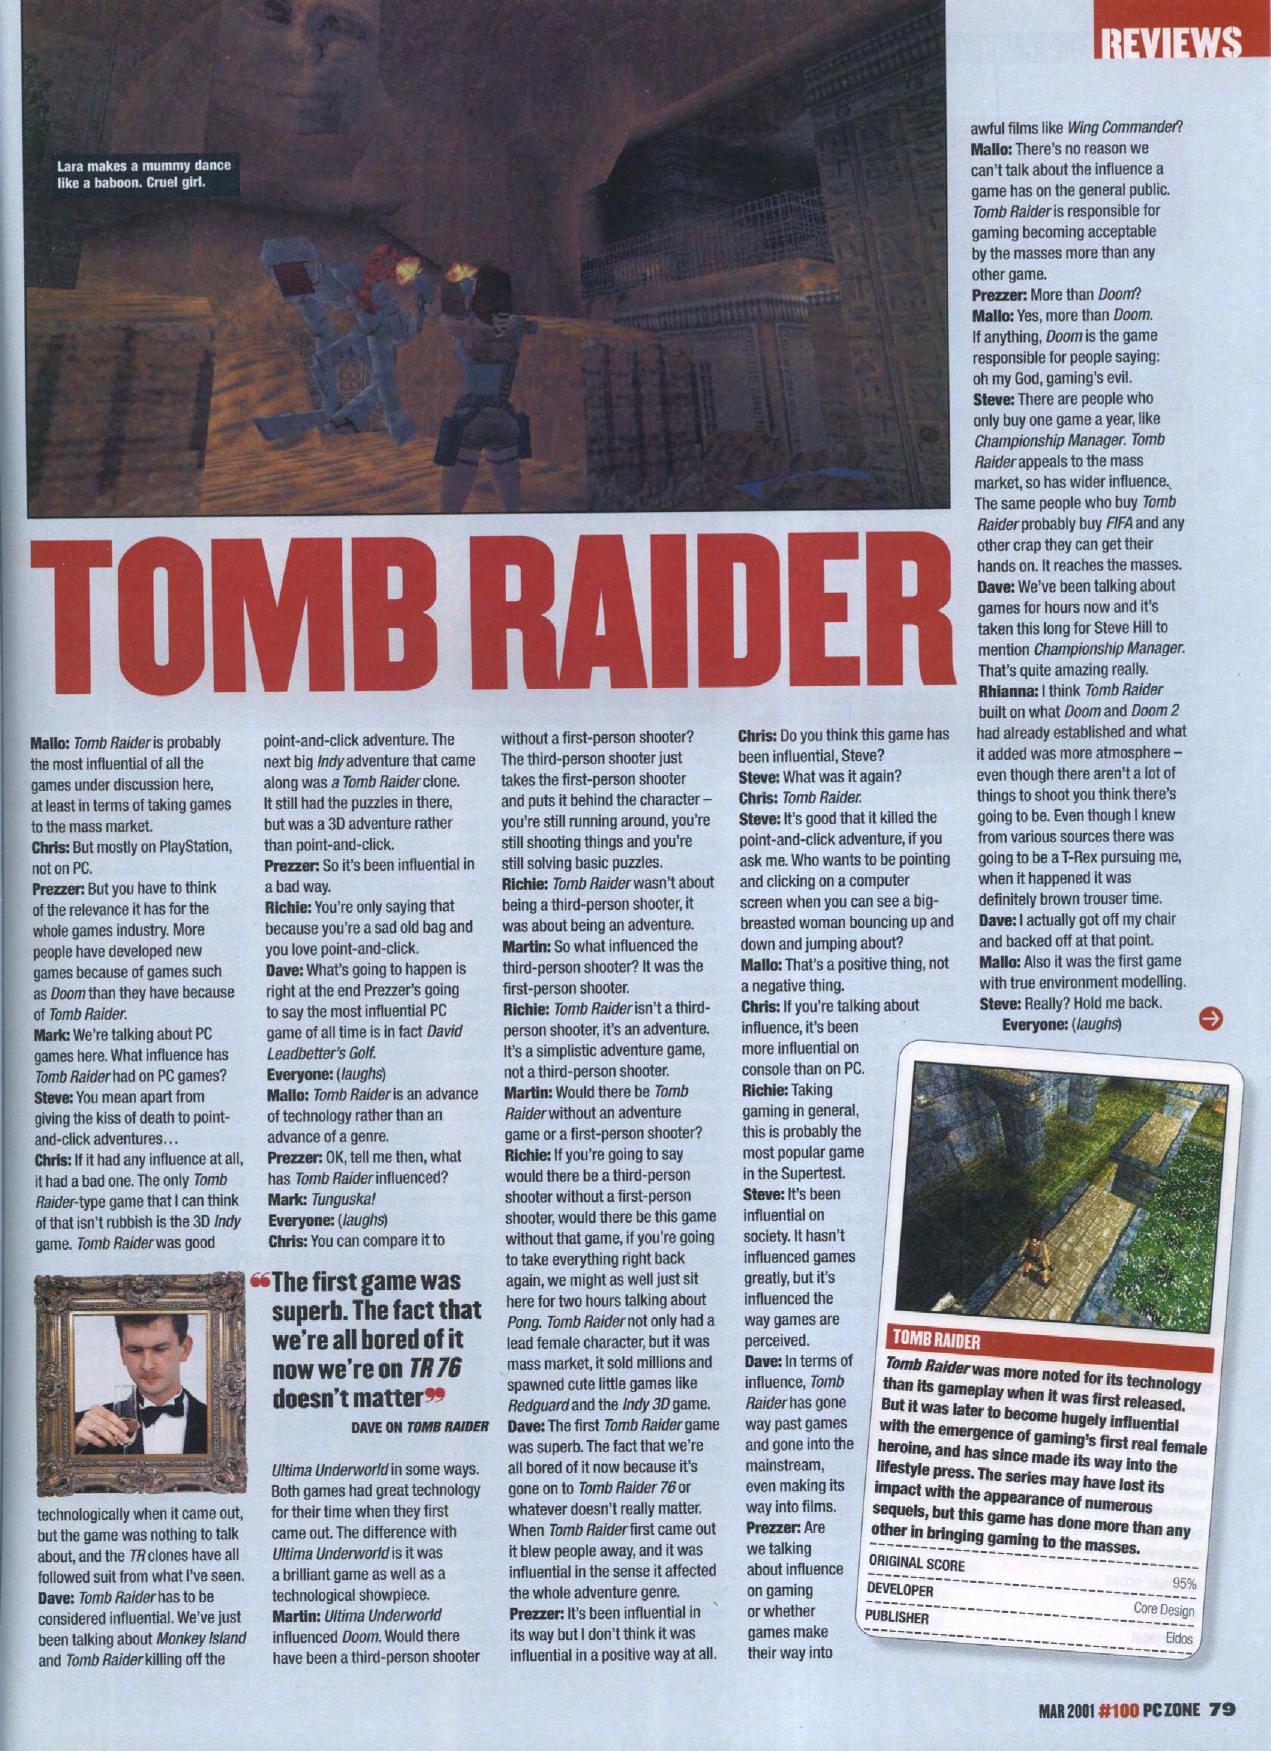 REVIEWS
Lara makes a mummy dance
like a baboon. Cruel girl.
TOMB RAIDER
Mallo: Tomb Raider is probably
the most influential of all the
games under discussion here,
at least in terms of taking games
to the mass market.
Chris: But mostly on PlayStation,
not on PC.
Prezzer: But you have to think
of the relevance it has for the
whole games industry. More
people have developed new
games because of games such
as Doom than they have because
of Tomb Raider.
Mark: We're talking about PC
games here. What influence has
Tomb Raider had on PC games?
Steve: You mean apart from
giving the kiss of death to point-
and-click adventures...
Chris: If it had any influence at all,
it had a bad one. The only Tomb
Raider-type game that I can think
of that isn't rubbish is the 3D Indy
game. Tomb Raider was good
technologically when it came out,
but the game was nothing to talk
about, and the TR clones have all
followed suit from what I've seen.
Dave: Tomb Raider has to be
considered influential. We've just
been talking about Monkey Island
and Tomb Raider killing off the
point-and-click adventure. The
next big Indy adventure that came
along was a Tomb Raider clone.
It still had the puzzles in there,
but was a 3D adventure rather
than point-and-click.
Prezzer: So it's been influential in
a bad way.
Richie: You're only saying that
because you're a sad old bag and
you love point-and-click.
Dave: What's going to happen is
right at the end Prezzer's going
to say the most influential PC
game of all time is in fact David
Leadbetter's Golf.
Everyone: (laughs)
Mallo: Tomb Raider is an advance
of technology rather than an
advance of a genre.
Prezzer: OK, tell me then, what
has Tomb Raider influenced?
Mark: Tunguska!
Everyone: (laughs)
Chris: You can compare it to
“The first game was
superb. The fact that
we're all bored of it
now we're on TR 76
doesn't matter”
DAVE ON TOMB RAIDER
Ultima Underworld in some ways.
Both games had great technology
for their time when they first
came out. The difference with
Ultima Underworld is it was
a brilliant game as well as a
technological showpiece.
Martin: Ultima Underworld
influenced Doom. Would there
have been a third-person shooter
without a first-person shooter?
The third-person shooter just
takes the first-person shooter
and puts it behind the character –
you're still running around, you're
still shooting things and you're
still solving basic puzzles.
Richie: Tomb Raider wasn't about
being a third-person shooter, it
was about being an adventure.
Martin: So what influenced the
third-person shooter? It was the
first-person shooter.
Richie: Tomb Raider isn't a third-
person shooter, it's an adventure.
It's a simplistic adventure game,
not a third-person shooter.
Martin: Would there be Tomb
Raider without an adventure
game or a first-person shooter?
Richie: If you're going to say
would there be a third-person
shooter without a first-person
shooter, would there be this game
without that game, if you're going
to take everything right back
again, we might as well just sit
here for two hours talking about
Pong. Tomb Raider not only had a
lead female character, but it was
mass market, it sold millions and
spawned cute little games like
Redguard and the Indy 3D game.
Dave: The first Tomb Raider game
was superb. The fact that we're
all bored of it now because it's
gone on to Tomb Raider 76 or
whatever doesn't really matter.
When Tomb Raider first came out
it blew people away, and it was
influential in the sense it affected
the whole adventure genre.
Prezzer: It's been influential in
its way but I don't think it was
influential in a positive way at all.
Chris: Do you think this game has
been influential, Steve?
Steve: What was it again?
Chris: Tomb Raider.
Steve: It's good that it killed the
point-and-click adventure, if you
ask me. Who wants to be pointing
and clicking on a computer
screen when you can see a big-
breasted woman bouncing up and
down and jumping about?
Mallo: That's a positive thing, not
a negative thing.
Chris: If you're talking about
influence, it's been
more influential on
console than on PC.
Richie: Taking
gaming in general,
this is probably the
most popular game
in the Supertest.
Steve: It's been
influential on
society. It hasn't
influenced games
greatly, but it's
influenced the
way games are
perceived.
Dave: In terms of
influence, Tomb
Raider has gone
way past games
and gone into the
mainstream,
even making its
way into films.
Prezzer: Are
we talking
about influence
on gaming
or whether
games make
their way into
awful films like Wing Commander?
Mallo: There's no reason we
can't talk about the influence a
game has on the general public.
Tomb Raider is responsible for
gaming becoming acceptable
by the masses more than any
other game.
Prezzer: More than Doom?
Mallo: Yes, more than Doom.
If anything, Doom is the game
responsible for people saying:
oh my God, gaming's evil.
Steve: There are people who
only buy one game a year, like
Championship Manager. Tomb
Raider appeals to the mass
market, so has wider influence.
The same people who buy Tomb
Raider probably buy FIFA and any
other crap they can get their
hands on. It reaches the masses.
Dave: We've been talking about
games for hours now and it's
taken this long for Steve Hill to
mention Championship Manager.
That's quite amazing really.
Rhianna: I think Tomb Raider
built on what Doom and Doom 2
had already established and what
it added was more atmosphere –
even though there aren't a lot of
things to shoot you think there's
going to be. Even though I knew
from various sources there was
going to be a T-Rex pursuing me,
when it happened it was
definitely brown trouser time.
Dave: I actually got off my chair
and backed off at that point.
Mallo: Also it was the first game
with true environment modelling.
Steve: Really? Hold me back.
Everyone: (laughs)
TOMB RAIDER
Tomb Raider was more noted for its technology
than its gameplay when it was first released.
But it was later to become hugely influential
with the emergence of gaming's first real female
heroine, and has since made its way into the
lifestyle press. The series may have lost its
impact with the appearance of numerous
sequels, but this game has done more than any
other in bringing gaming to the masses.
ORIGINAL SCORE 95%
DEVELOPER Core Design
PUBLISHER Eidos
MAR 2001 #100 PC ZONE 79